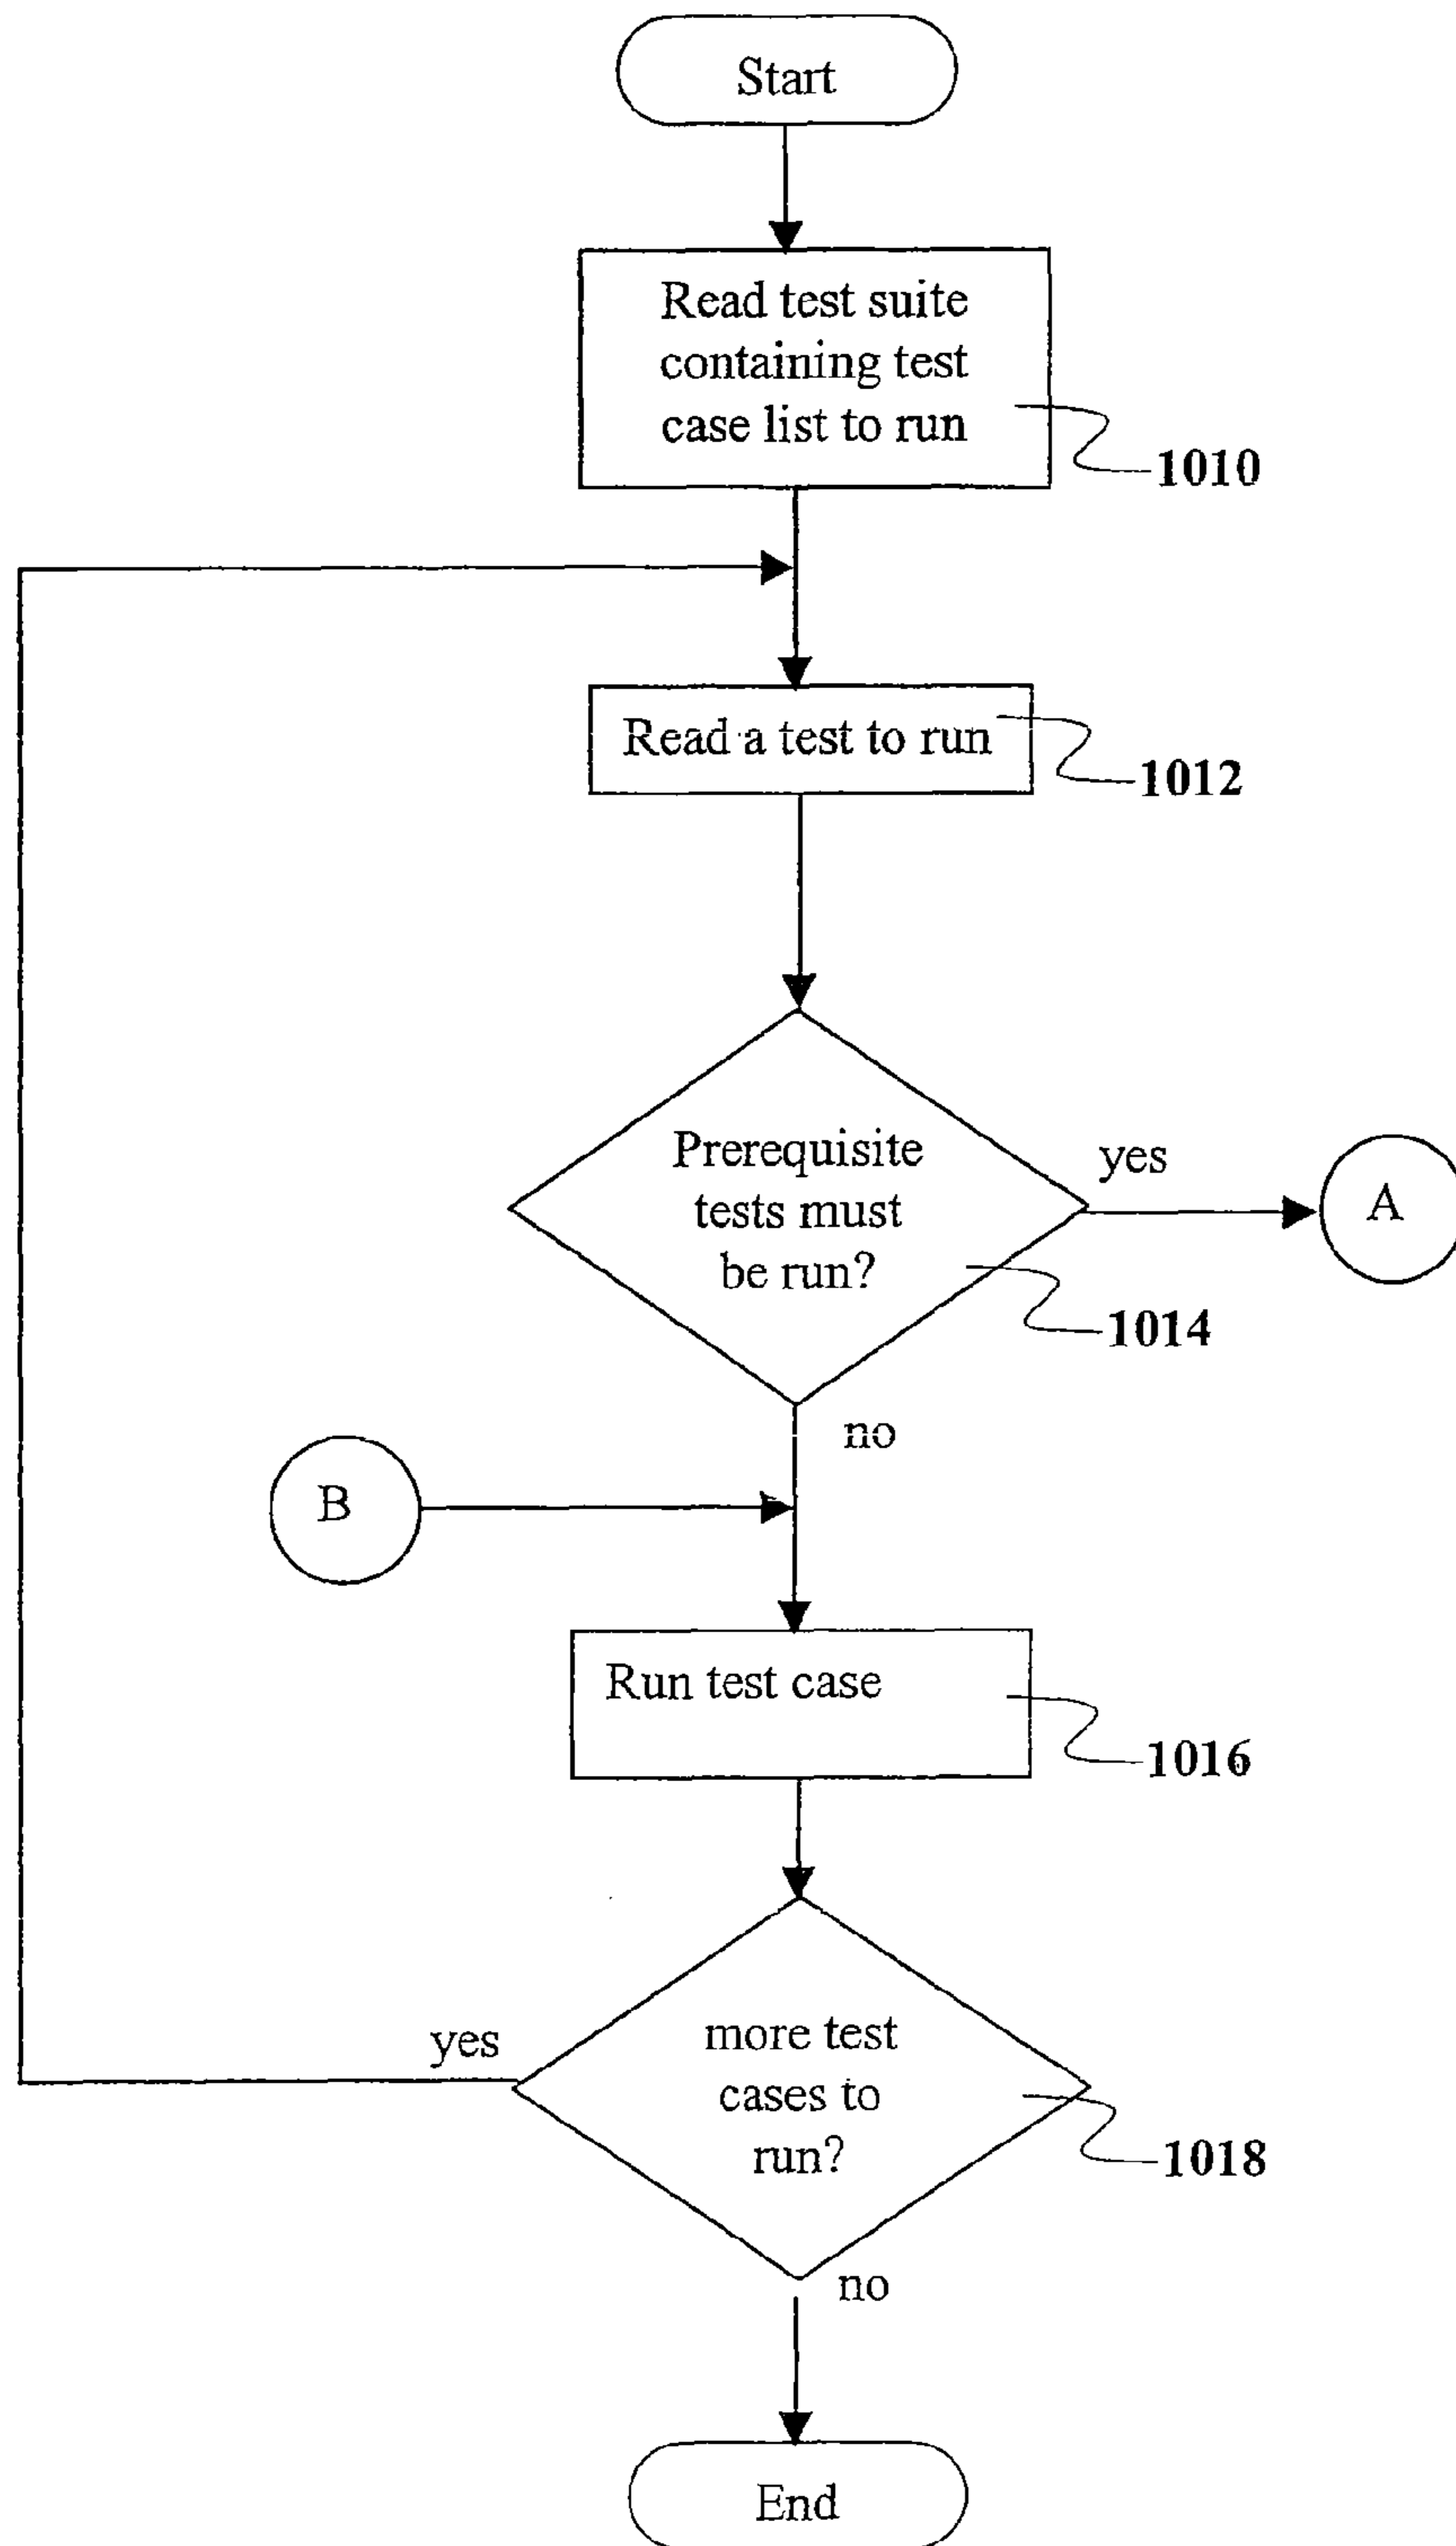 Start
Read test suite
containing test
case list to run
1010
Read a test to run
1012
Prerequisite
tests must
be run?
yes
A
1014
no
B
Run test case
1016
more test
cases to
run?
yes
1018
no
End